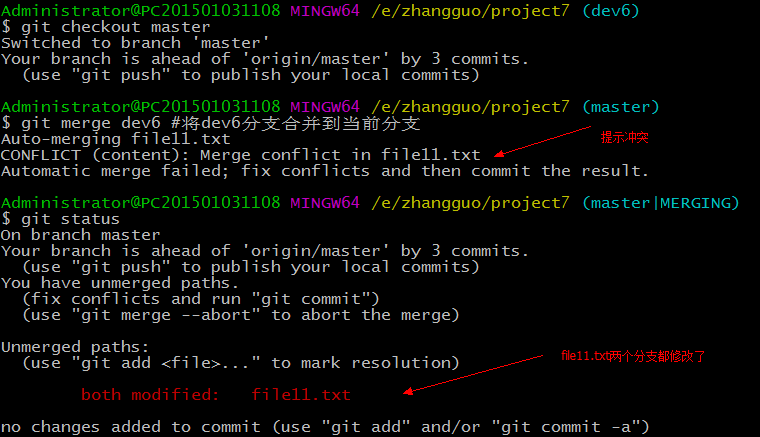 Administrator@PC201501031108 MINGW64 /e/zhangguo/project7 (dev6)
$ git checkout master
Switched to branch 'master'
Your branch is ahead of 'origin/master' by 3 commits.
  (use "git push" to publish your local commits)

Administrator@PC201501031108 MINGW64 /e/zhangguo/project7 (master)
$ git merge dev6 #将dev6分支合并到当前分支
Auto-merging file11.txt
提示冲突
CONFLICT (content): Merge conflict in file11.txt
Automatic merge failed; fix conflicts and then commit the result.

Administrator@PC201501031108 MINGW64 /e/zhangguo/project7 (master|MERGING)
$ git status
On branch master
Your branch is ahead of 'origin/master' by 3 commits.
  (use "git push" to publish your local commits)
You have unmerged paths.
  (fix conflicts and run "git commit")
  (use "git merge --abort" to abort the merge)

Unmerged paths:
  (use "git add <file>..." to mark resolution)
file11.txt两个分支都修改了

        both modified:   file11.txt

no changes added to commit (use "git add" and/or "git commit -a")